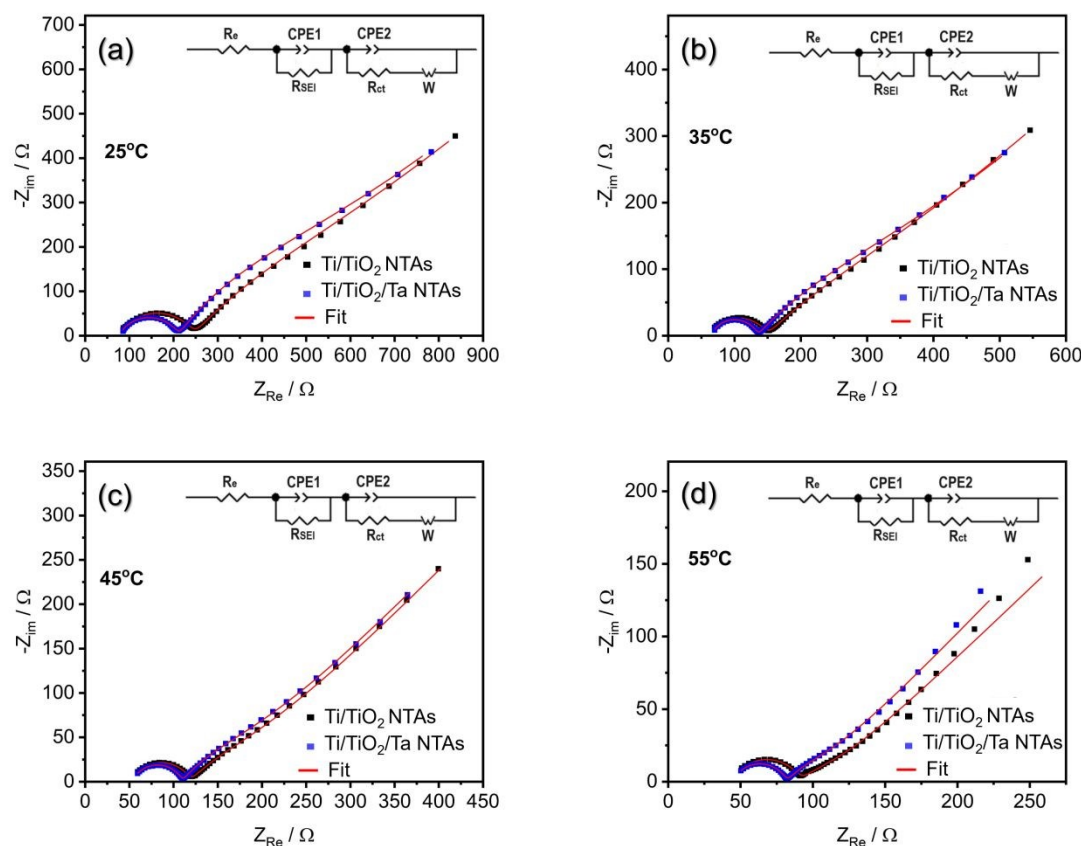 (a)
Re CPE1 CPE2
RSEI Rct W
25°C
-Zim / Ω
700
650
600
500
450
400
350
300
250
200
150
100
50
0
Ti/TiO2 NTAs
Ti/TiO2/Ta NTAs
Fit
0 100 200 300 400 500 600 700 800 900
ZRe / Ω
(b)
Re CPE1 CPE2
RSEI Rct W
35°C
-Zim / Ω
400
300
200
100
0
Ti/TiO2 NTAs
Ti/TiO2/Ta NTAs
Fit
0 100 200 300 400 500 600
ZRe / Ω
(c)
Re CPE1 CPE2
RSEI Rct W
45°C
-Zim / Ω
350
300
250
200
150
100
50
0
Ti/TiO2 NTAs
Ti/TiO2/Ta NTAs
Fit
0 50 100 150 200 250 300 350 400 450
ZRe / Ω
(d)
Re CPE1 CPE2
RSEI Rct W
55°C
-Zim / Ω
200
150
100
50
0
Ti/TiO2 NTAs
Ti/TiO2/Ta NTAs
Fit
0 50 100 150 200 250
ZRe / Ω